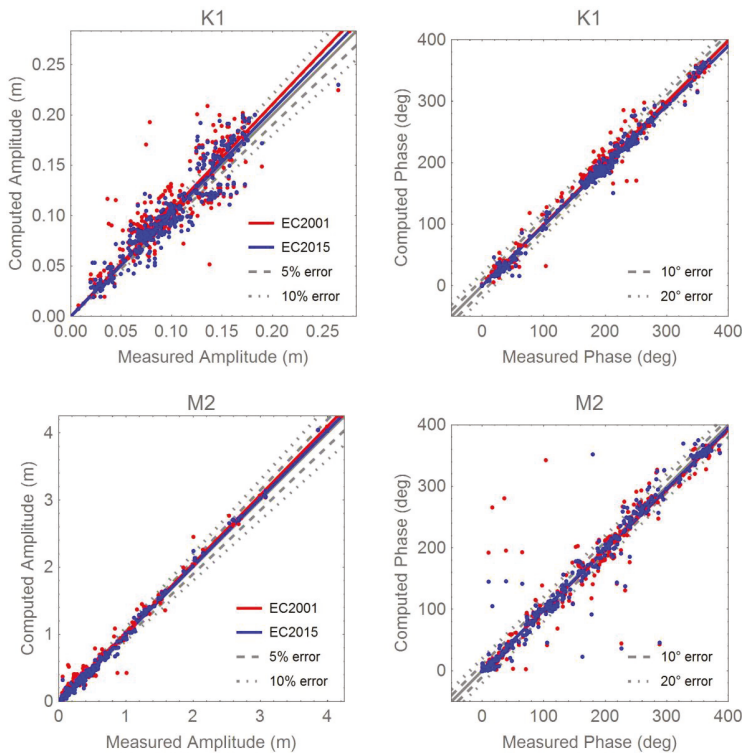 K1
0.25
0.20
0.15
0.10
0.05
0.00
0.00 0.05 0.10 0.15 0.20 0.25
Computed Amplitude (m)
Measured Amplitude (m)
EC2001
EC2015
5% error
10% error
K1
400
300
200
100
0
0 100 200 300 400
Computed Phase (deg)
Measured Phase (deg)
10° error
20° error
M2
4
3
2
1
0
0 1 2 3 4
Computed Amplitude (m)
Measured Amplitude (m)
EC2001
EC2015
5% error
10% error
M2
400
300
200
100
0
0 100 200 300 400
Computed Phase (deg)
Measured Phase (deg)
10° error
20° error